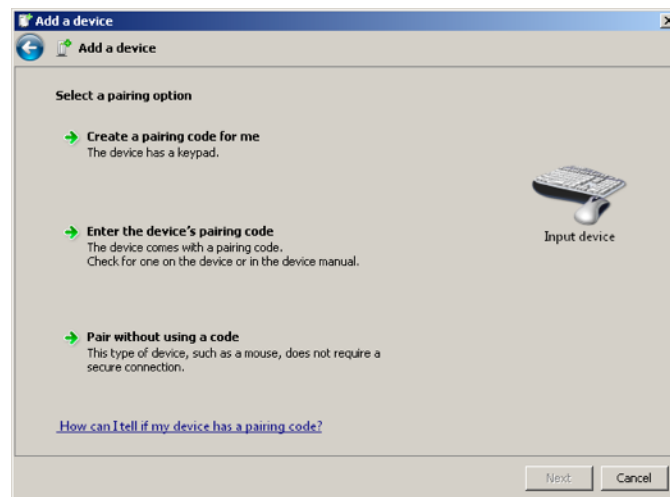 Add a device
Add a device
Select a pairing option
Create a pairing code for me
The device has a keypad.
Enter the device's pairing code
The device comes with a pairing code.
Check for one on the device or in the device manual.
Input device
Pair without using a code
This type of device, such as a mouse, does not require a
secure connection.
How can I tell if my device has a pairing code?
Next
Cancel